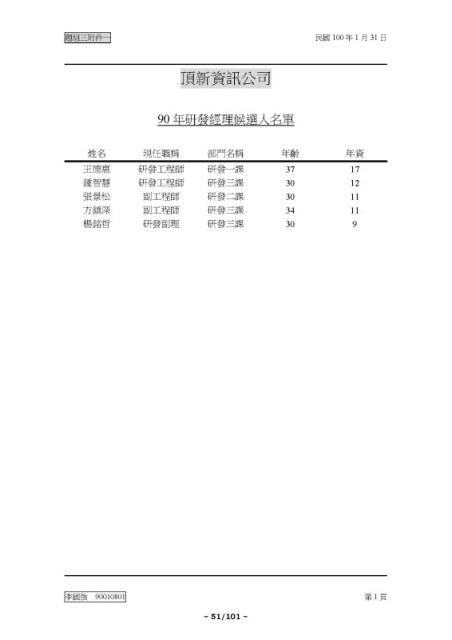 題組三附件一 民國 100 年 1 月 31 日
頂新資訊公司
90 年研發經理候選人名單
姓名 現任職稱 部門名稱 年齡 年資
王德惠 研發工程師 研發一課 37 17
鍾智慧 研發工程師 研發三課 30 12
張景松 副工程師 研發二課 30 11
方鎮深 副工程師 研發三課 34 11
楊銘哲 研發副理 研發三課 30 9
李國強 90010801 第 1 頁
~ 51/101 ~